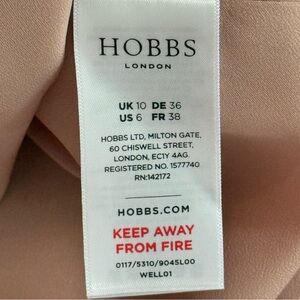 HOBBS
LONDON
UK 10 DE 36
US 6 FR 38
HOBBS LTD, MILTON GATE,
60 CHISWELL STREET,
LONDON, EC1Y 4AG.
REGISTERED NO. 1577740
RN:142172
HOBBS.COM
KEEP AWAY
FROM FIRE
0117/5310/9045L00
WELL01